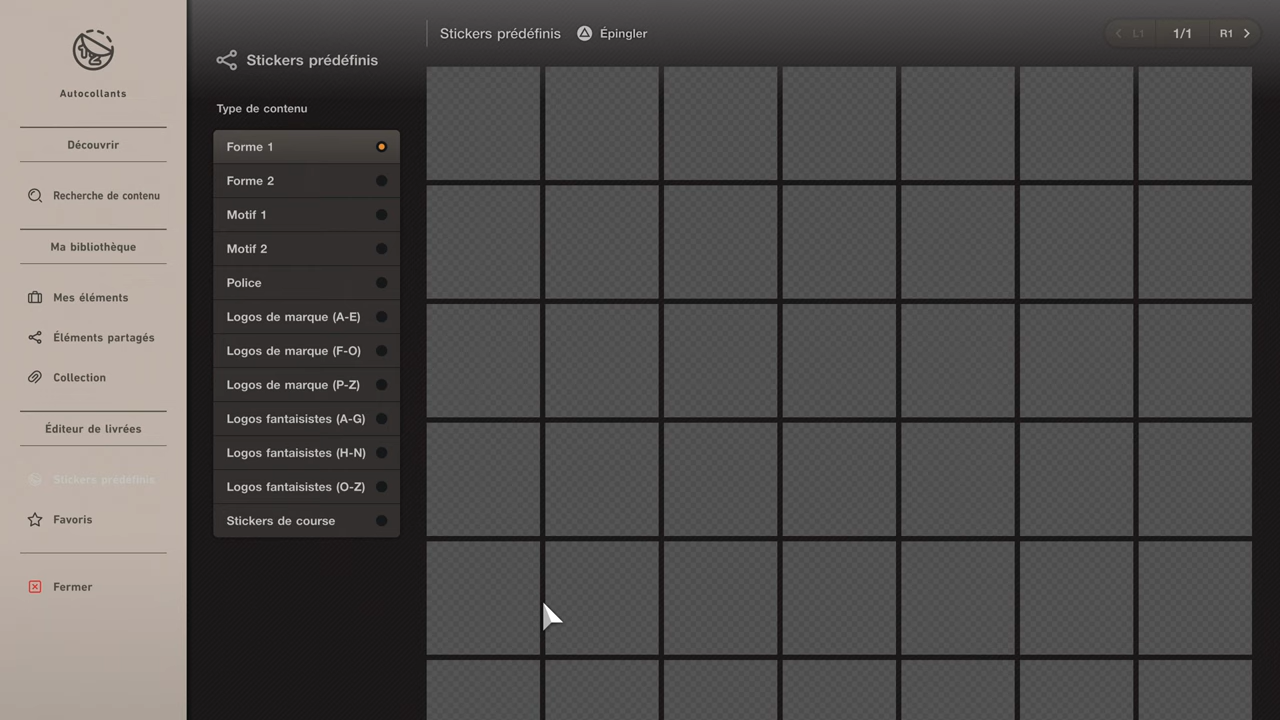 Autocollants
Découvrir
Recherche de contenu
Ma bibliothèque
Mes éléments
Éléments partagés
Collection
Éditeur de livrées
Stickers prédéfinis
Favoris
Fermer
Stickers prédéfinis
Type de contenu
Forme 1
Forme 2
Motif 1
Motif 2
Police
Logos de marque (A-E)
Logos de marque (F-O)
Logos de marque (P-Z)
Logos fantaisistes (A-G)
Logos fantaisistes (H-N)
Logos fantaisistes (O-Z)
Stickers de course
Stickers prédéfinis Épingler
L1 1/1 R1